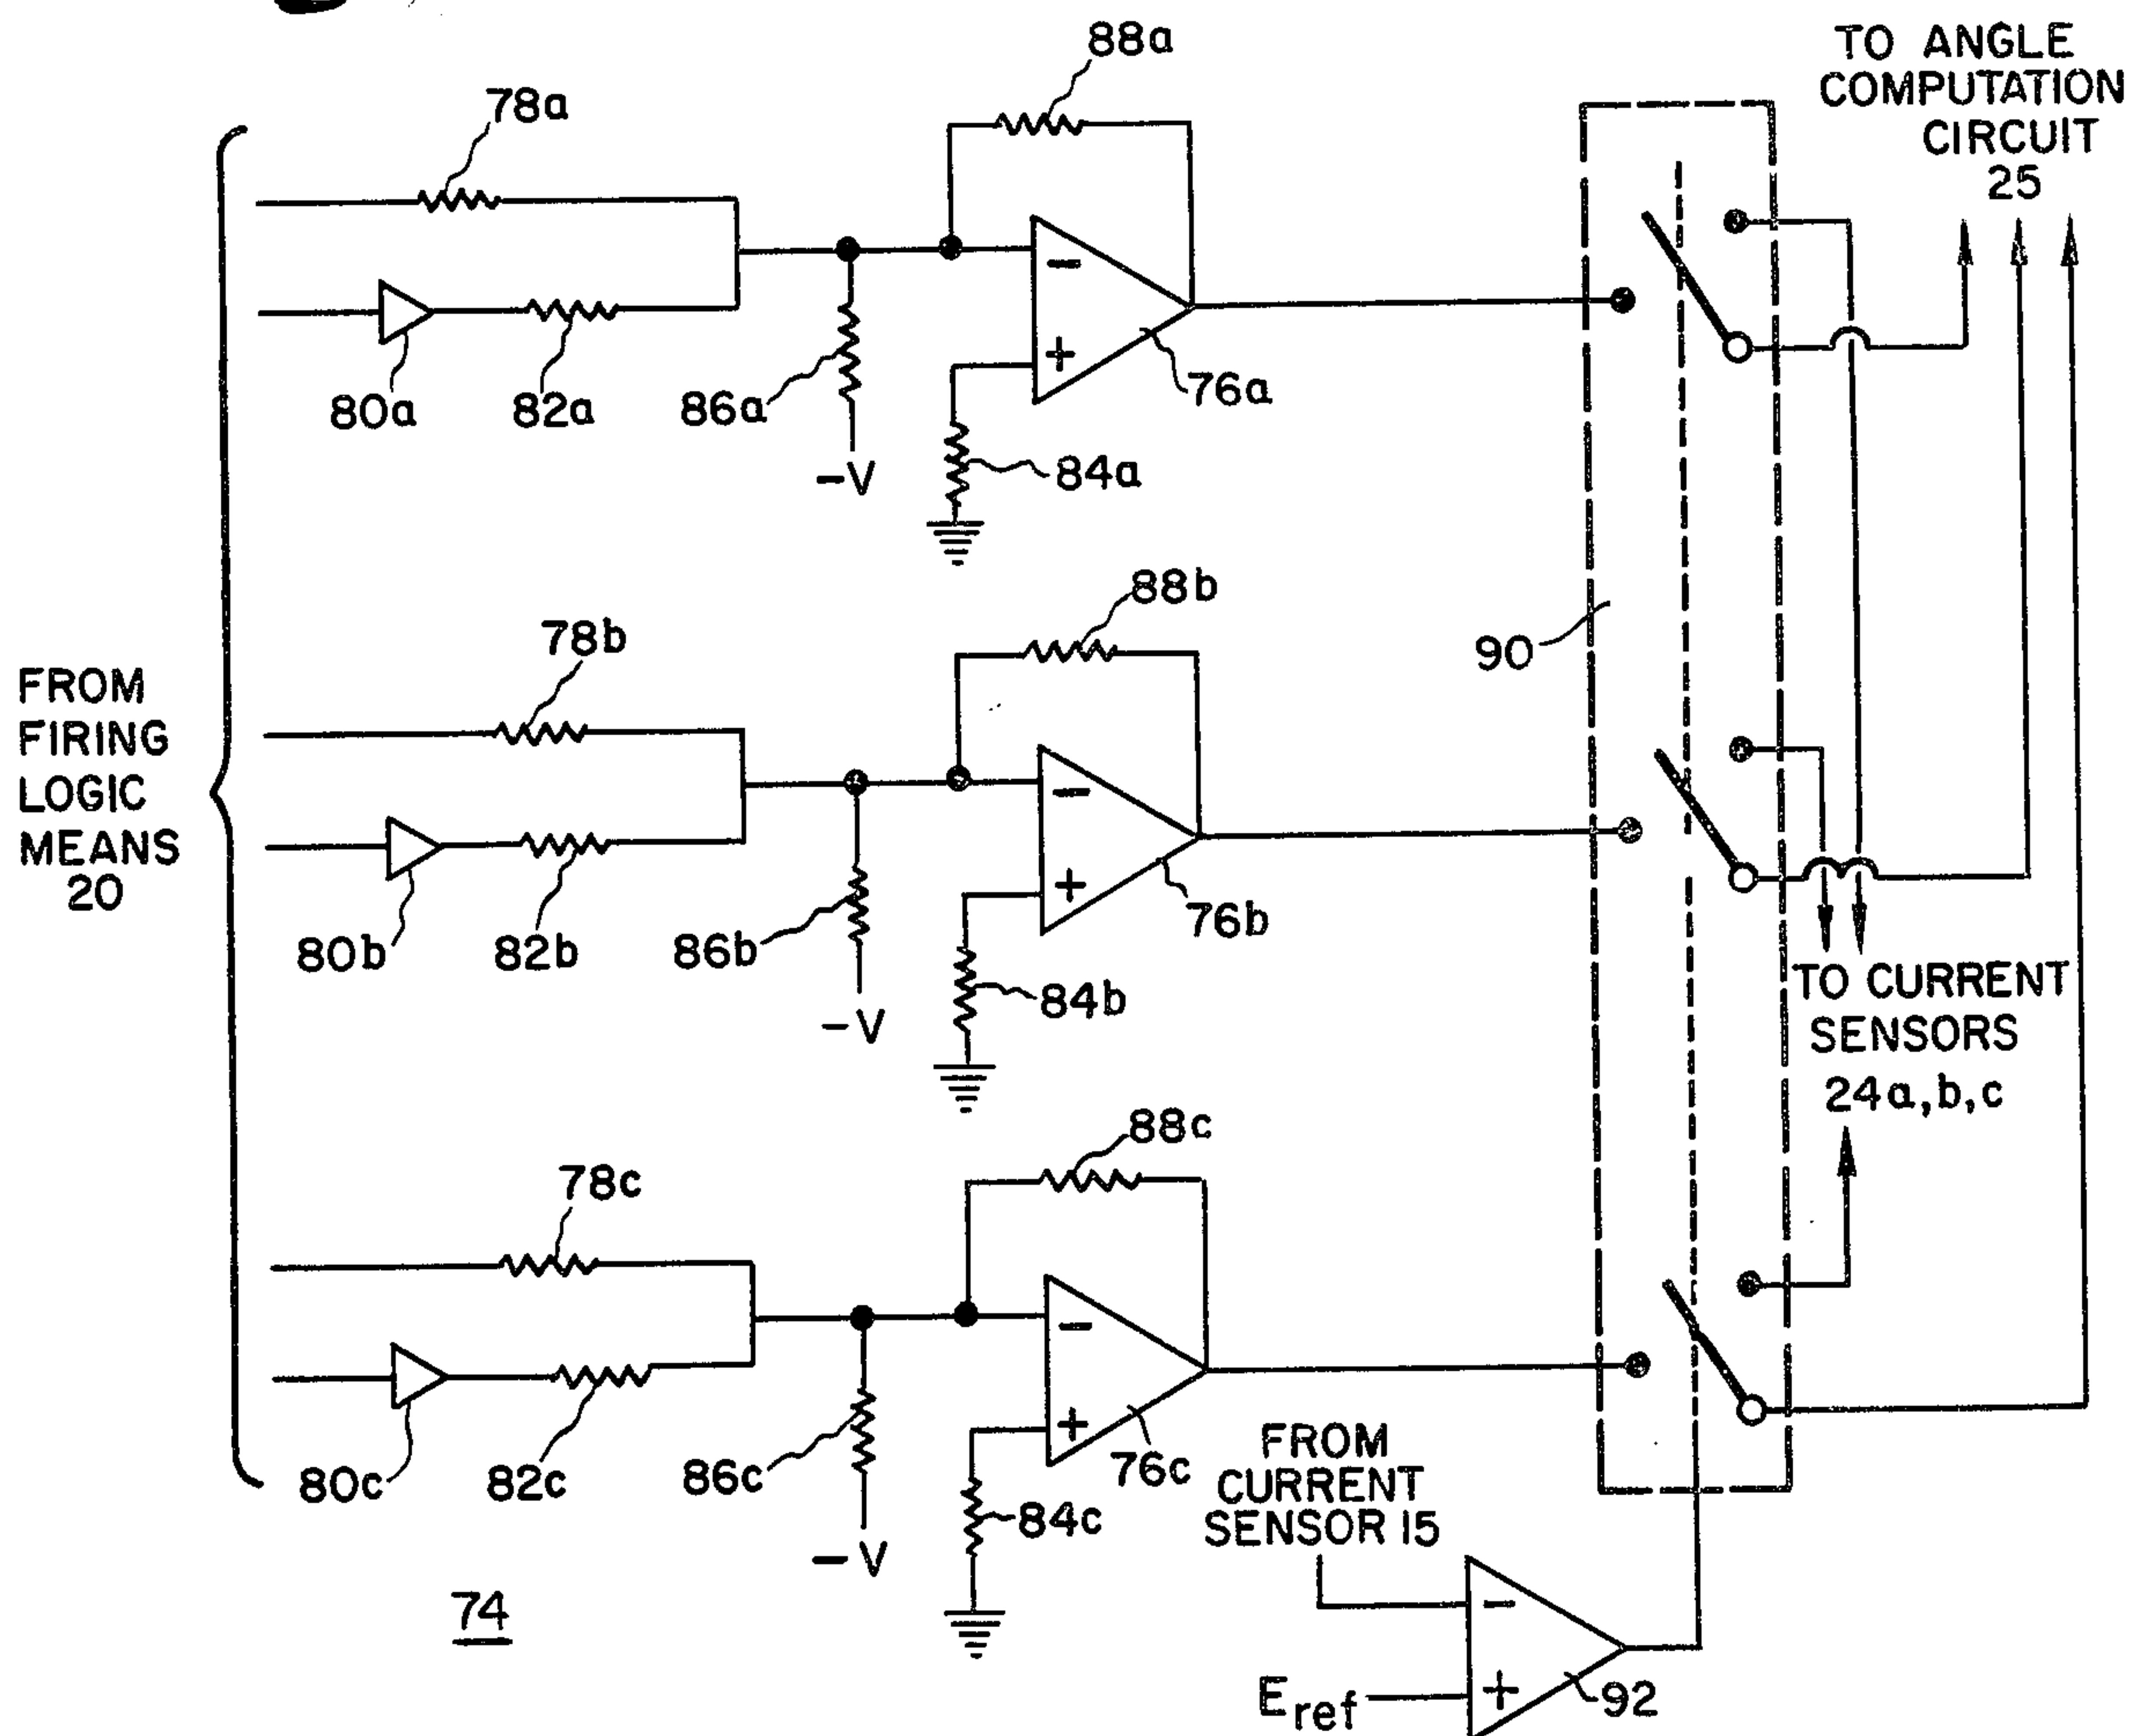 88a
TO ANGLE
COMPUTATION
CIRCUIT
25
78a
−
+
80a
82a
86a
76a
−V
84a
88b
78b
90
FROM
FIRING
LOGIC
MEANS
20
−
+
80b
82b
86b
76b
−V
84b
TO CURRENT
SENSORS
24a,b,c
88c
78c
−
+
80c
82c
86c
76c
−V
84c
FROM
CURRENT
SENSOR 15
74
−
+
Eref
92